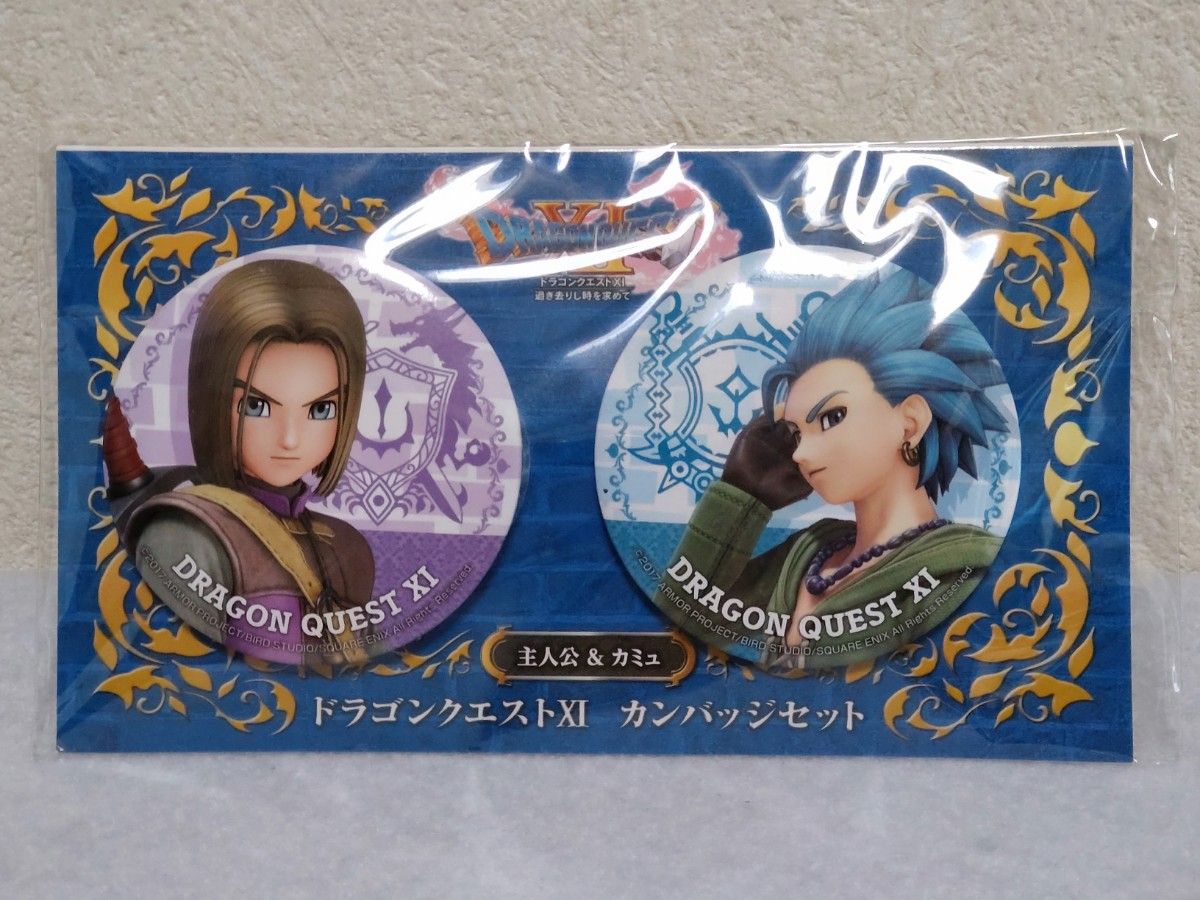 DRAGON QUEST
XI
ドラゴンクエストXI
過ぎ去りし時を求めて
DRAGON QUEST XI
©2017 ARMOR PROJECT/BIRD STUDIO/SQUARE ENIX All Rights Reserved.
DRAGON QUEST XI
©2017 ARMOR PROJECT/BIRD STUDIO/SQUARE ENIX All Rights Reserved.
主人公 & カミュ
ドラゴンクエストXI カンバッジセット